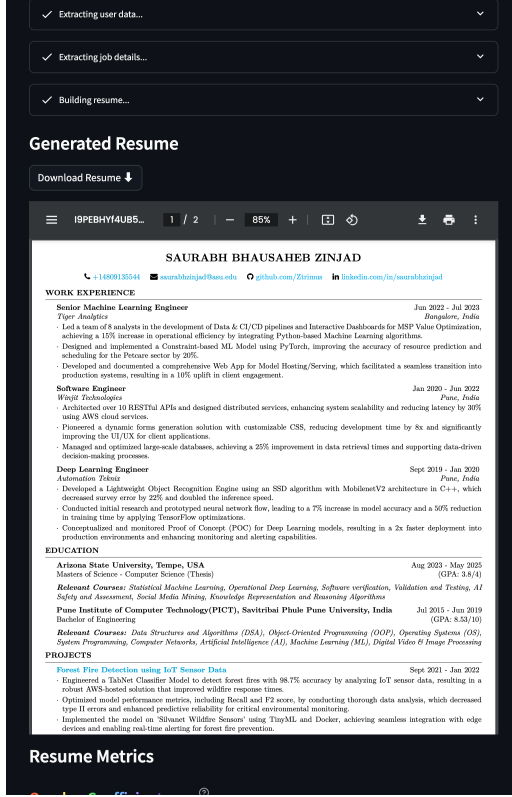 Extracting user data...
Extracting job details...
Building resume...
Generated Resume
Download Resume
I9PEBHYf4UB5... 1 / 2 85%
SAURABH BHAUSAHEB ZINJAD
+14809135544 saurabhzinjad@asu.edu github.com/Ztrimus linkedin.com/in/saurabhzinjad
WORK EXPERIENCE
Senior Machine Learning Engineer Jun 2022 - Jul 2023
Tiger Analytics Bangalore, India
· Led a team of 8 analysts in the development of Data & CI/CD pipelines and Interactive Dashboards for MSP Value Optimization,
achieving a 15% increase in operational efficiency by integrating Python-based Machine Learning algorithms.
· Designed and implemented a Constraint-based ML Model using PyTorch, improving the accuracy of resource prediction and
scheduling for the Petcare sector by 20%.
· Developed and documented a comprehensive Web App for Model Hosting/Serving, which facilitated a seamless transition into
production systems, resulting in a 10% uplift in client engagement.
Software Engineer Jan 2020 - Jun 2022
Winjit Technologies Pune, India
· Architected over 10 RESTful APIs and designed distributed services, enhancing system scalability and reducing latency by 30%
using AWS cloud services.
· Pioneered a dynamic forms generation solution with customizable CSS, reducing development time by 8x and significantly
improving the UI/UX for client applications.
· Managed and optimized large-scale databases, achieving a 25% improvement in data retrieval times and supporting data-driven
decision-making processes.
Deep Learning Engineer Sept 2019 - Jan 2020
Automation Teknix Pune, India
· Developed a Lightweight Object Recognition Engine using an SSD algorithm with MobilenetV2 architecture in C++, which
decreased survey error by 22% and doubled the inference speed.
· Conducted initial research and prototyped neural network flow, leading to a 7% increase in model accuracy and a 50% reduction
in training time by applying TensorFlow optimizations.
· Conceptualized and monitored Proof of Concept (POC) for Deep Learning models, resulting in a 2x faster deployment into
production environments and enhancing monitoring and alerting capabilities.
EDUCATION
Arizona State University, Tempe, USA Aug 2023 - May 2025
Masters of Science - Computer Science (Thesis) (GPA: 3.8/4)
Relevant Courses: Statistical Machine Learning, Operational Deep Learning, Software verification, Validation and Testing, AI
Safety and Assessment, Social Media Mining, Knowledge Representation and Reasoning Algorithms
Pune Institute of Computer Technology(PICT), Savitribai Phule Pune University, India Jul 2015 - Jun 2019
Bachelor of Engineering (GPA: 8.53/10)
Relevant Courses: Data Structures and Algorithms (DSA), Object-Oriented Programming (OOP), Operating Systems (OS),
System Programming, Computer Networks, Artificial Intelligence (AI), Machine Learning (ML), Digital Video & Image Processing
PROJECTS
Forest Fire Detection using IoT Sensor Data Sept 2021 - Jan 2022
· Engineered a TabNet Classifier Model to detect forest fires with 98.7% accuracy by analyzing IoT sensor data, resulting in a
robust AWS-hosted solution that improved wildfire response times.
· Optimized model performance metrics, including Recall and F2 score, by conducting thorough data analysis, which decreased
type II errors and enhanced predictive reliability for critical environmental monitoring.
· Implemented the model on 'Silvanet Wildfire Sensors' using TinyML and Docker, achieving seamless integration with edge
devices and enabling real-time alerting for forest fire prevention.
Resume Metrics